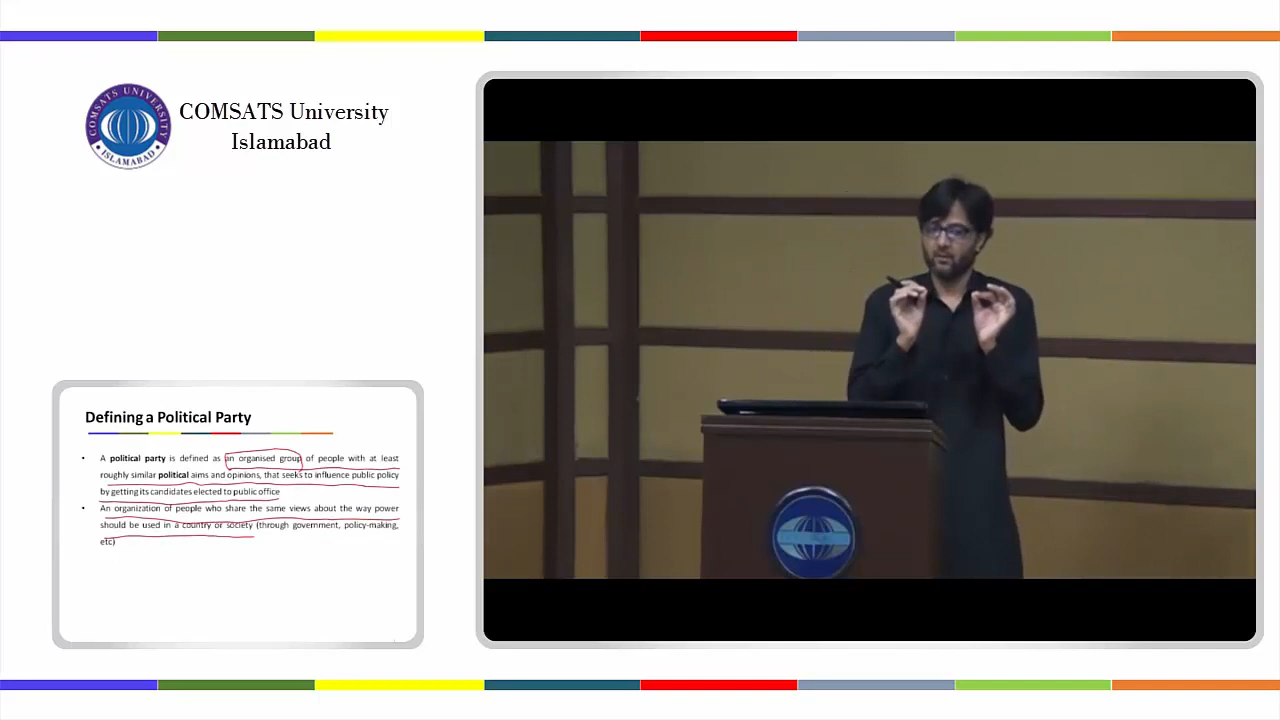 COMSATS UNIVERSITY
ISLAMABAD
COMSATS University
Islamabad
Defining a Political Party
• A political party is defined as an organised group of people with at least
roughly similar political aims and opinions, that seeks to influence public policy
by getting its candidates elected to public office
• An organization of people who share the same views about the way power
should be used in a country or society (through government, policy-making,
etc)